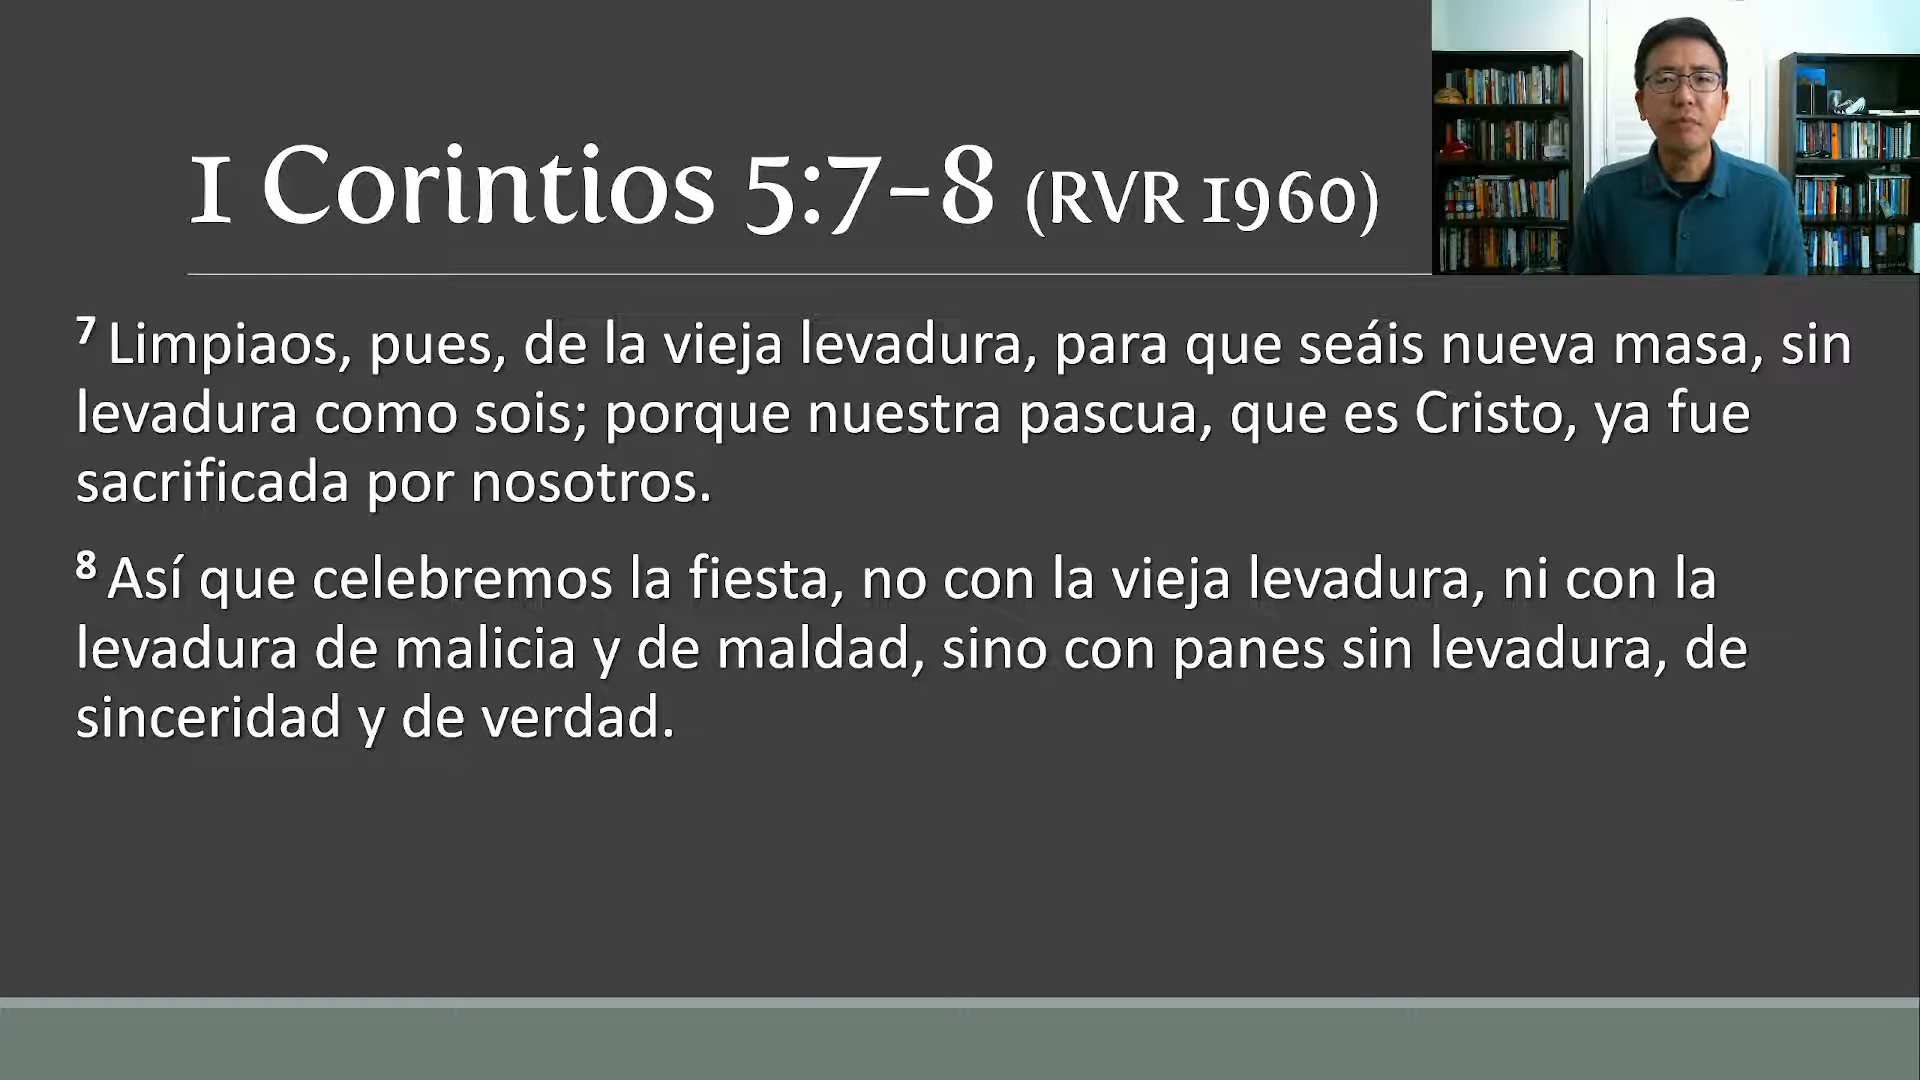 1 Corintios 5:7-8 (RVR 1960)
7 Limpiaos, pues, de la vieja levadura, para que seáis nueva masa, sin
levadura como sois; porque nuestra pascua, que es Cristo, ya fue
sacrificada por nosotros.
8 Así que celebremos la fiesta, no con la vieja levadura, ni con la
levadura de malicia y de maldad, sino con panes sin levadura, de
sinceridad y de verdad.